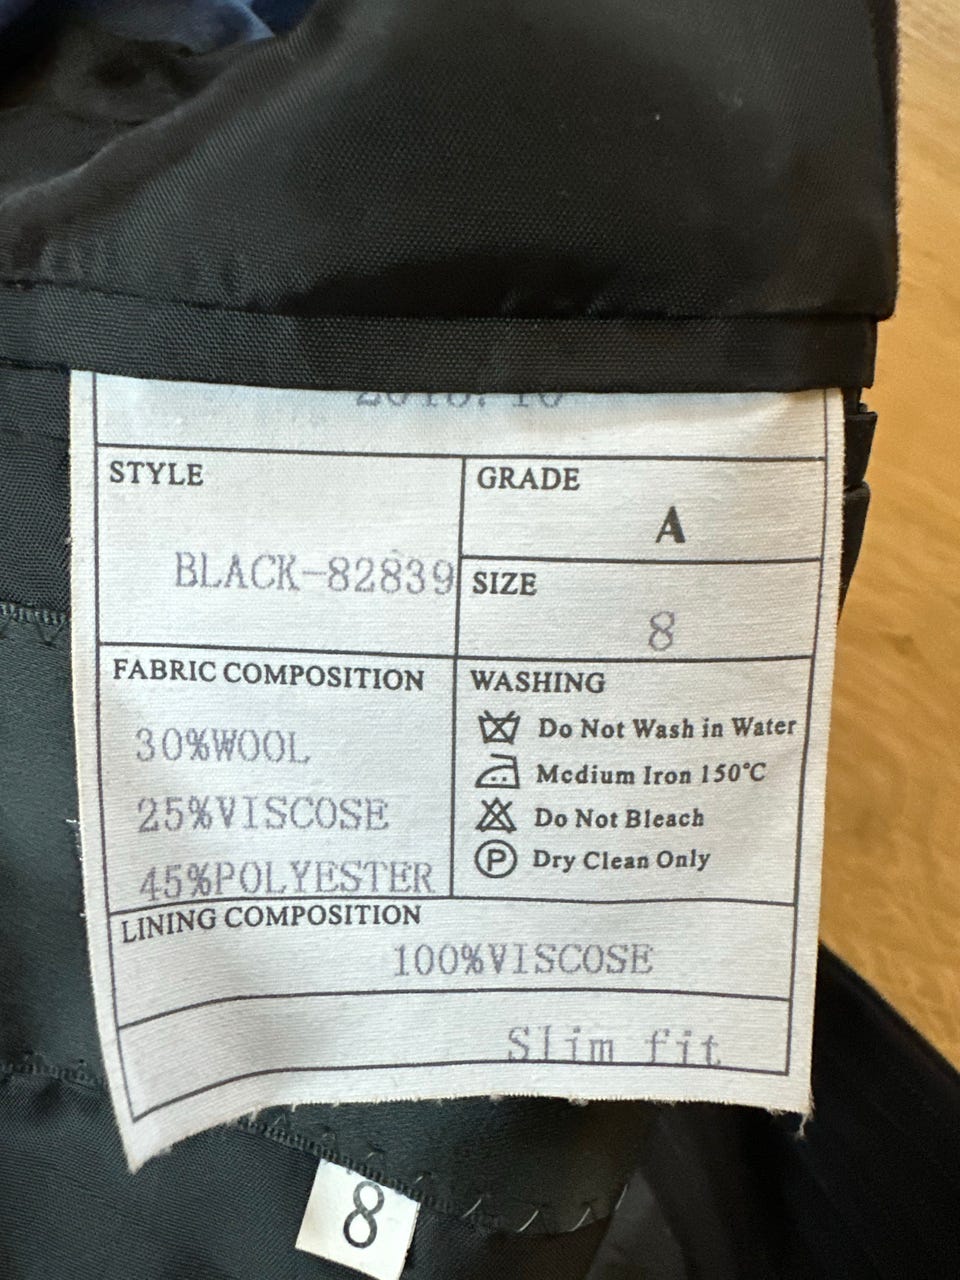 STYLE
BLACK-82839
GRADE
A
SIZE
8
FABRIC COMPOSITION
30%WOOL
25%VISCOSE
45%POLYESTER
WASHING
Do Not Wash in Water
Medium Iron 150°C
Do Not Bleach
P Dry Clean Only
LINING COMPOSITION
100%VISCOSE
Slim fit
8